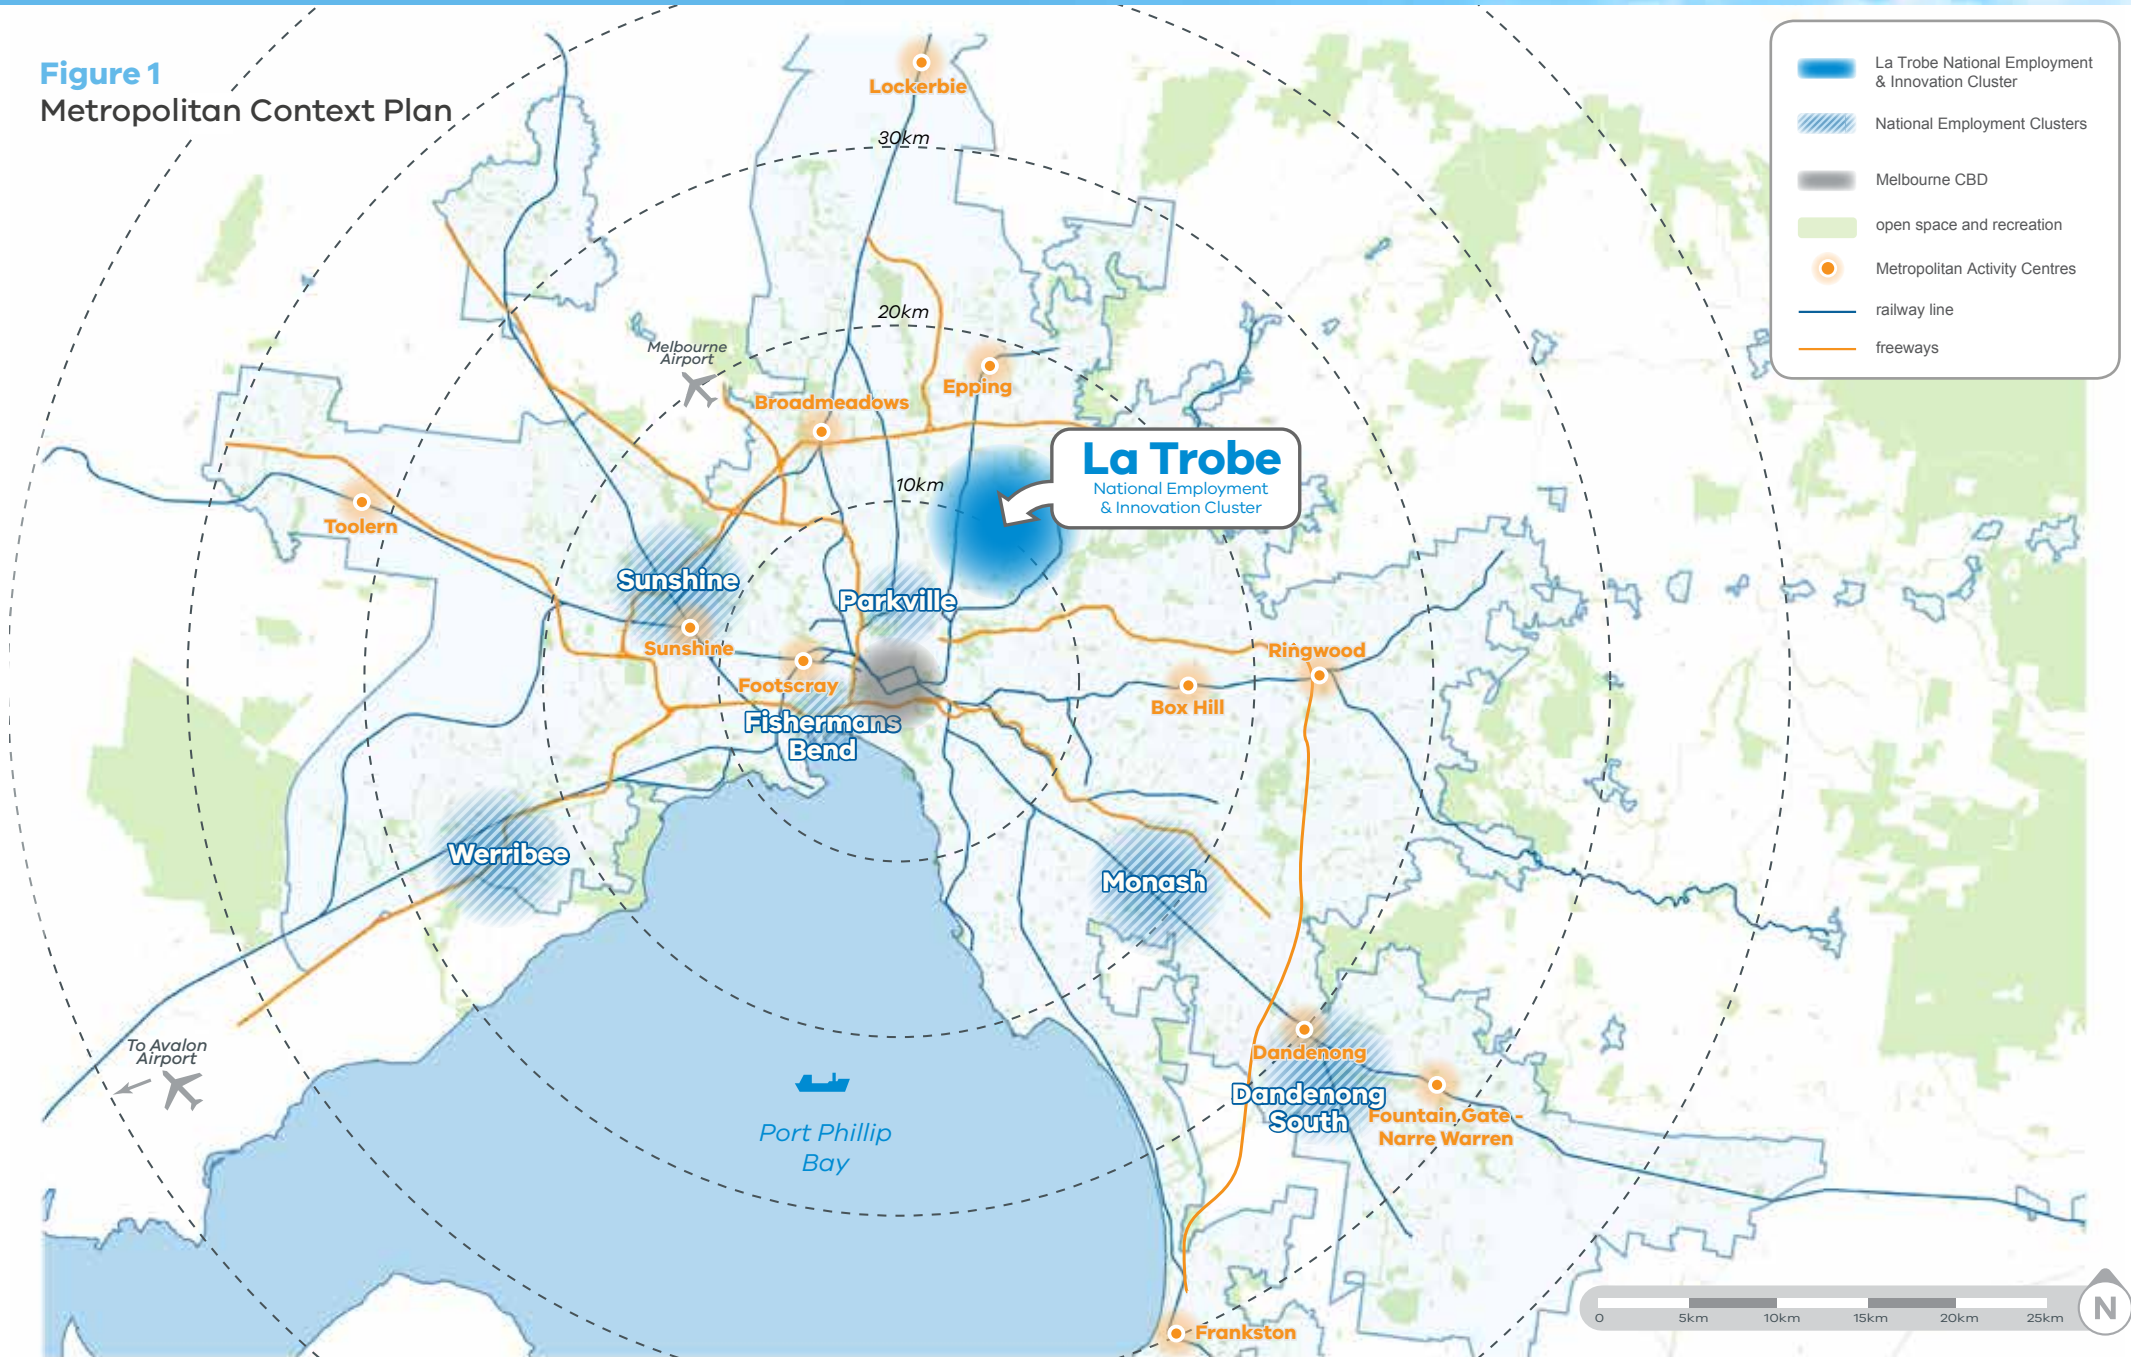 Figure 1
Metropolitan Context Plan
La Trobe National Employment
& Innovation Cluster
National Employment Clusters
Melbourne CBD
open space and recreation
Metropolitan Activity Centres
railway line
freeways
Lockerbie
30km
20km
Melbourne
Airport
Epping
Broadmeadows
La Trobe
National Employment
& Innovation Cluster
10km
Toolern
Sunshine
Parkville
Sunshine
Ringwood
Footscray
Box Hill
Fishermans
Bend
Werribee
Monash
To Avalon
Airport
Dandenong
Dandenong
South
Fountain Gate -
Narre Warren
Port Phillip
Bay
Frankston
0 5km 10km 15km 20km 25km
N